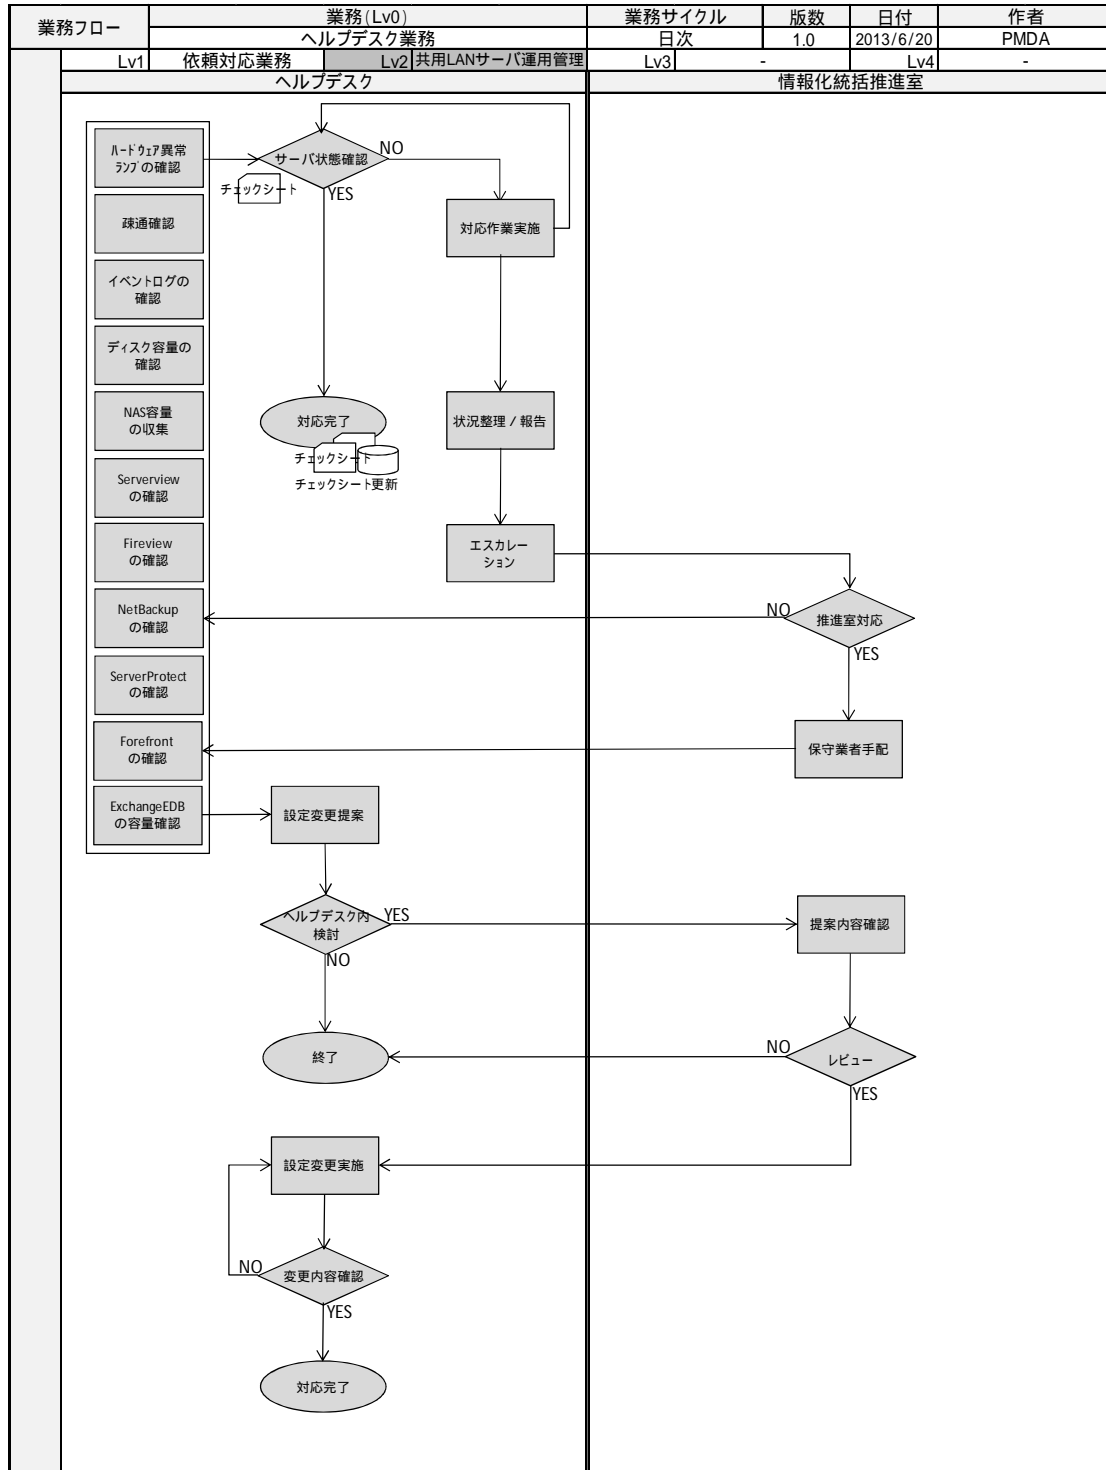 業務フロー
業務(Lv0)
業務サイクル
版数
日付
作者
ヘルプデスク業務
日次
1.0
2013/6/20
PMDA
Lv1
依頼対応業務
Lv2
共用LANサーバ運用管理
Lv3
-
Lv4
-
ヘルプデスク
情報化統括推進室
ハードウェア異常
ランプの確認
サーバ状態確認
NO
YES
チェックシート
疎通確認
対応作業実施
イベントログの
確認
ディスク容量の
確認
NAS容量
の収集
対応完了
チェックシート
チェックシート更新
状況整理 / 報告
Serverview
の確認
Fireview
の確認
エスカレー
ション
NetBackup
の確認
NO
推進室対応
YES
ServerProtect
の確認
Forefront
の確認
保守業者手配
ExchangeEDB
の容量確認
設定変更提案
ヘルプデスク内
検討
YES
NO
提案内容確認
終了
NO
レビュー
YES
設定変更実施
NO
変更内容確認
YES
対応完了